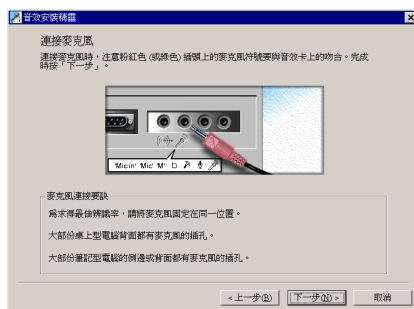 音效安裝精靈
連接麥克風
連接麥克風時，注意粉紅色 (或綠色) 插頭上的麥克風符號要與音效卡上的吻合。完成
時按「下一步」。
'Micin' 'Mic' 'M'
麥克風連接要訣
為求得最佳辨識率，請將麥克風固定在同一位置。
大部份桌上型電腦背面都有麥克風的插孔。
大部份筆記型電腦的側邊或背面都有麥克風的插孔。
<上一步(B)
下一步(N) >
取消